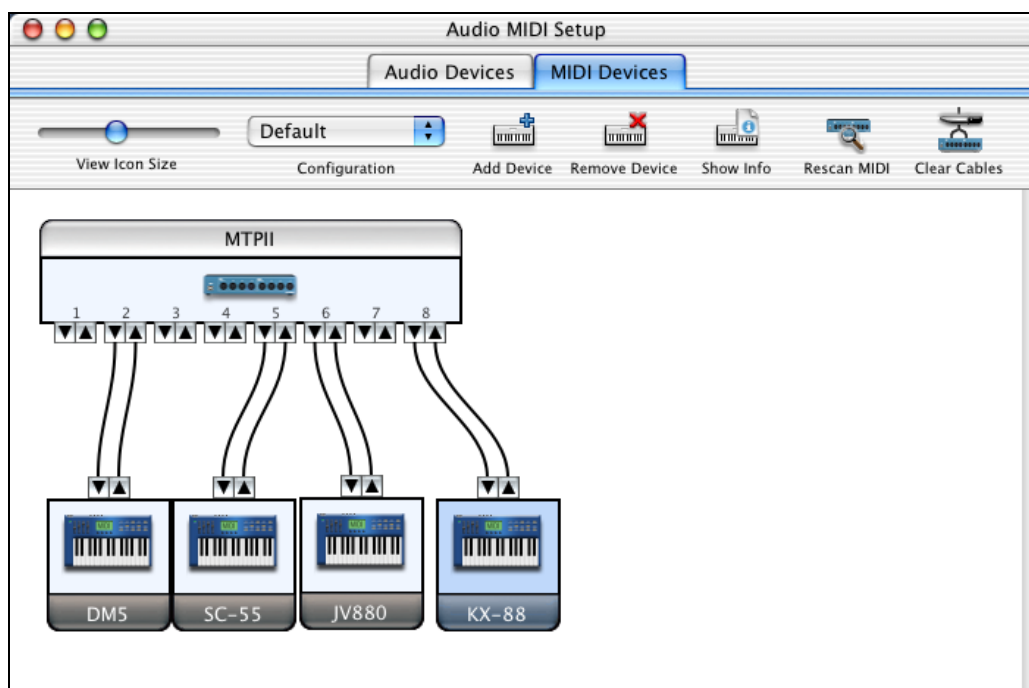 Audio MIDI Setup
Audio Devices MIDI Devices
Default
View Icon Size Configuration Add Device Remove Device Show Info Rescan MIDI Clear Cables
MTPII
1 2 3 4 5 6 7 8
DM5 SC-55 JV880 KX-88